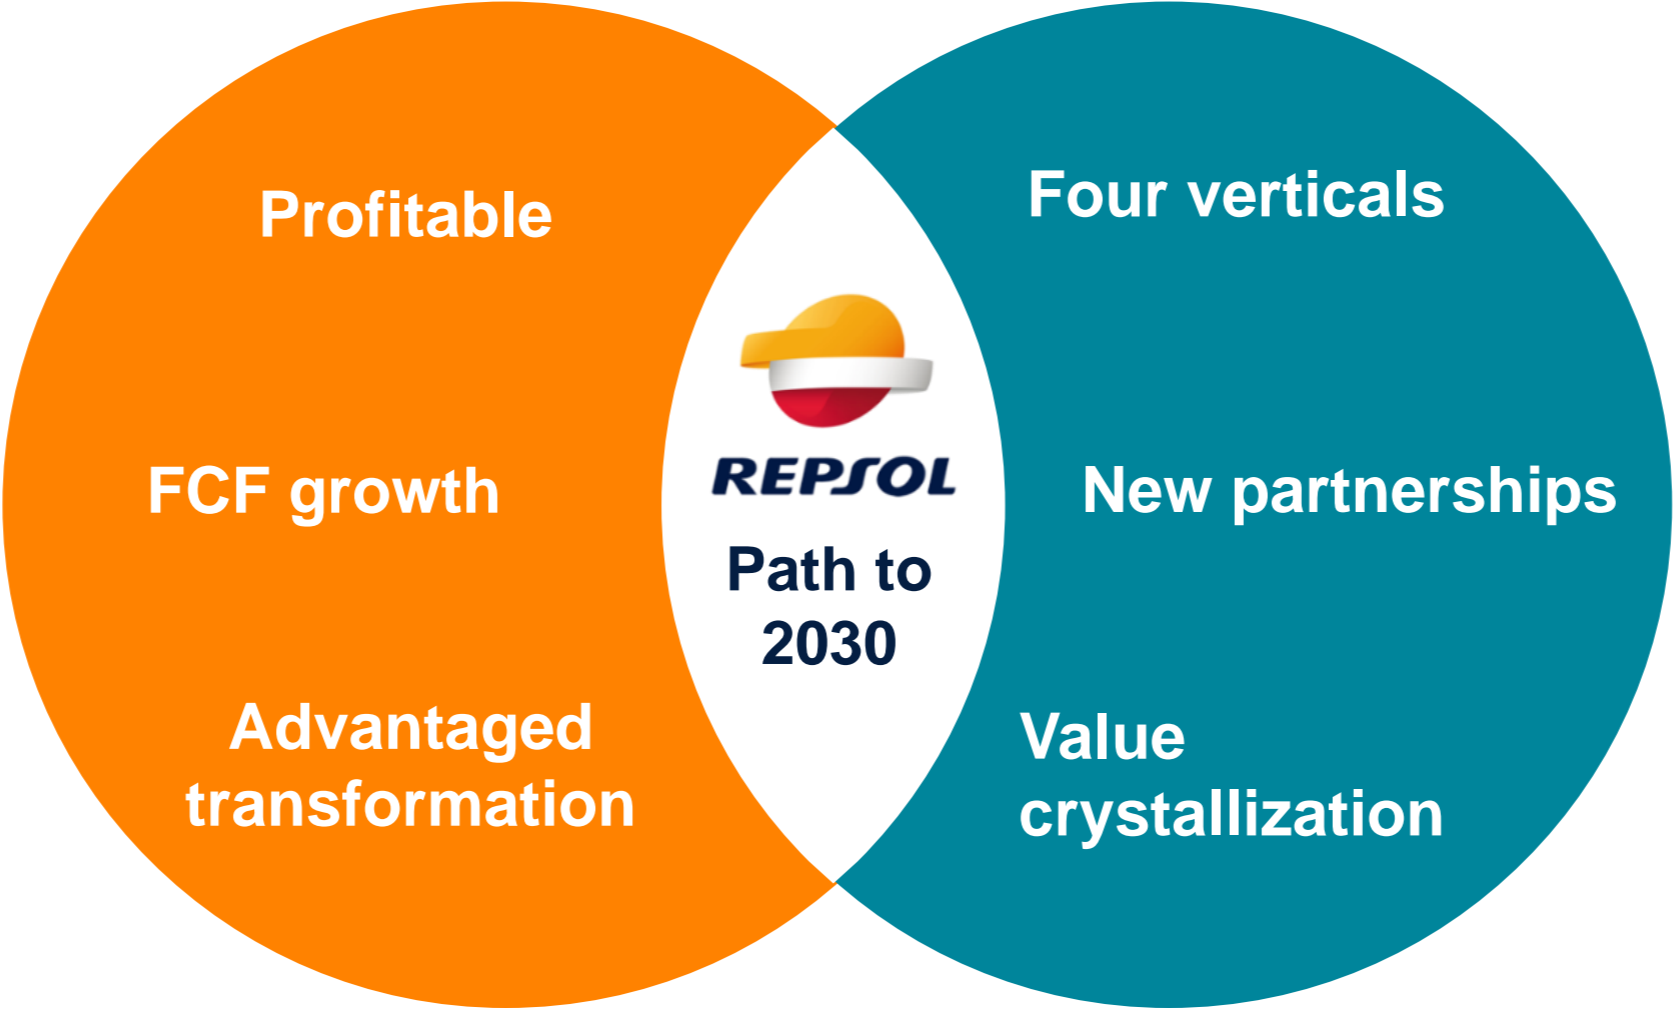 Profitable
FCF growth
Advantaged
transformation
REPSOL
Path to
2030
Four verticals
New partnerships
Value
crystallization